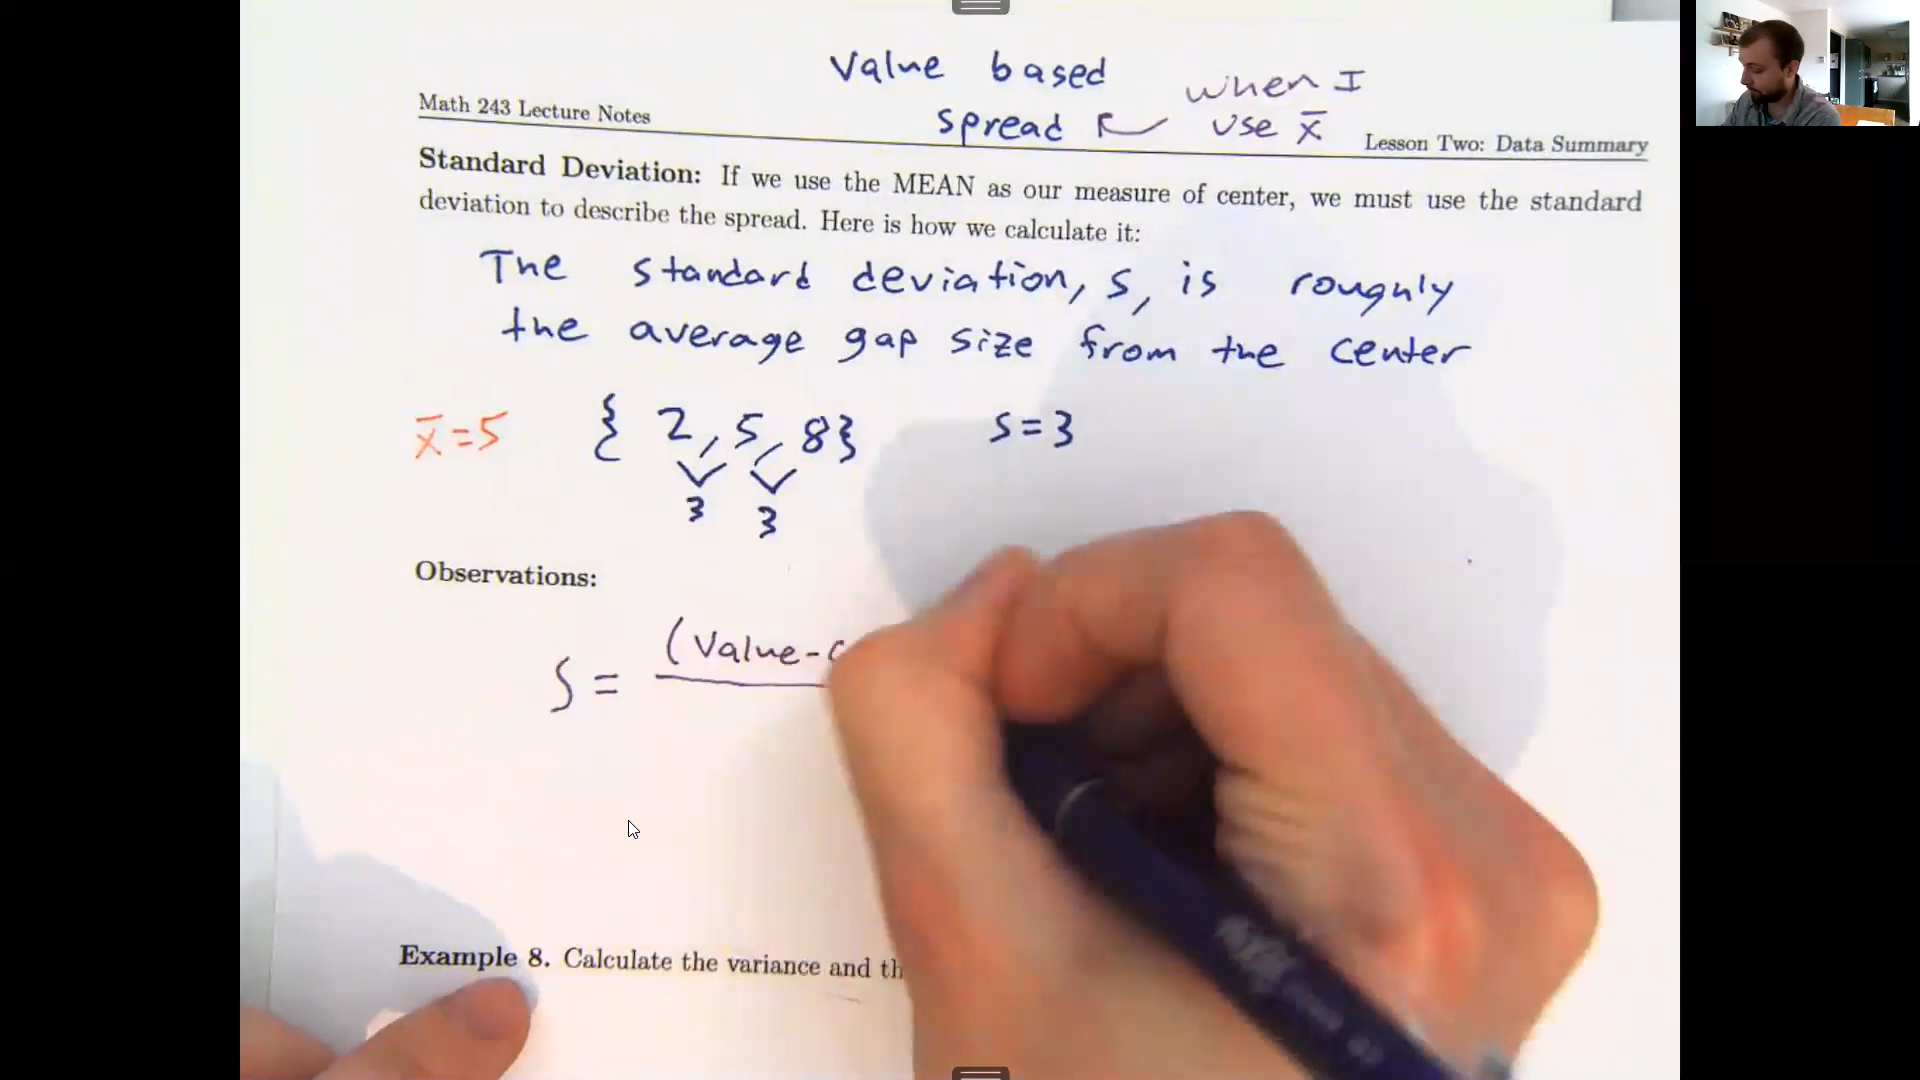 Value based
when I
Math 243 Lecture Notes
spread
use x̄
Lesson Two: Data Summary
Standard Deviation: If we use the MEAN as our measure of center, we must use the standard
deviation to describe the spread. Here is how we calculate it:
The standard deviation, s, is roughly
the average gap size from the center
x̄=5 { 2, 5, 8} s=3
3 3
Observations:
(Value-
S =
Example 8. Calculate the variance and th